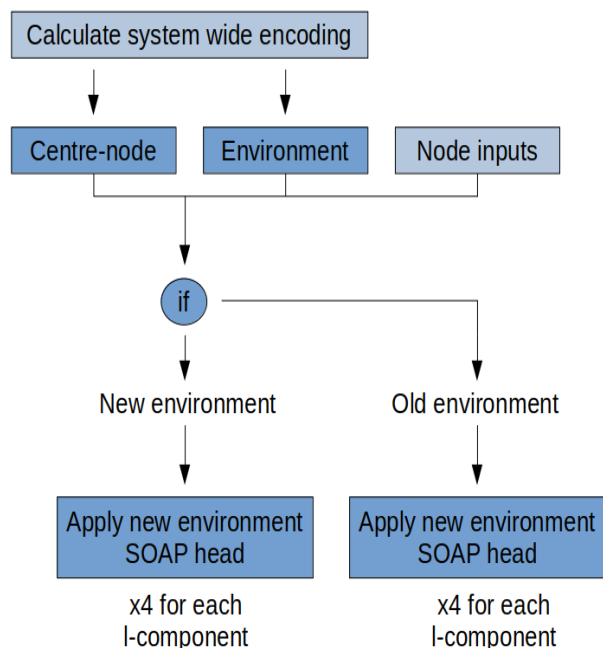 Calculate system wide encoding
Centre-node
Environment
Node inputs
if
New environment
Old environment
Apply new environment
SOAP head
Apply new environment
SOAP head
x4 for each
l-component
x4 for each
l-component